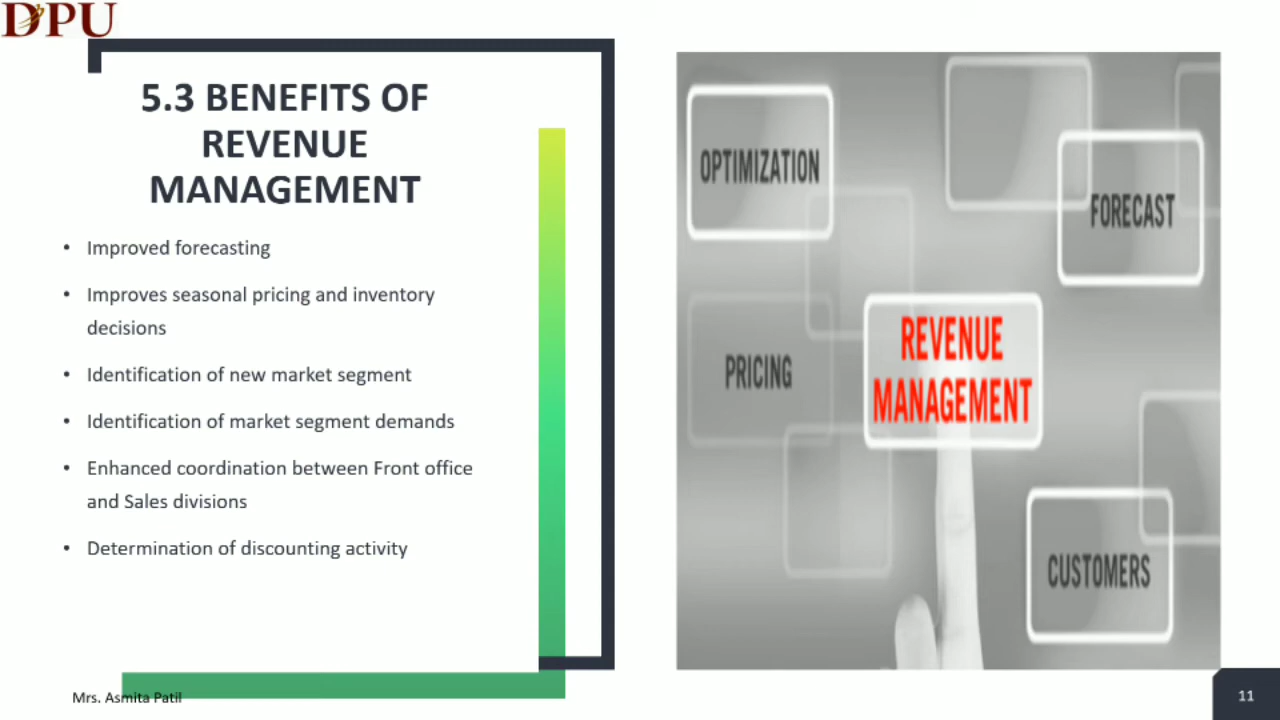 DPU
5.3 BENEFITS OF
REVENUE
MANAGEMENT
• Improved forecasting
• Improves seasonal pricing and inventory
decisions
• Identification of new market segment
• Identification of market segment demands
• Enhanced coordination between Front office
and Sales divisions
• Determination of discounting activity
OPTIMIZATION
FORECAST
PRICING
REVENUE
MANAGEMENT
CUSTOMERS
Mrs. Asmita Patil
11